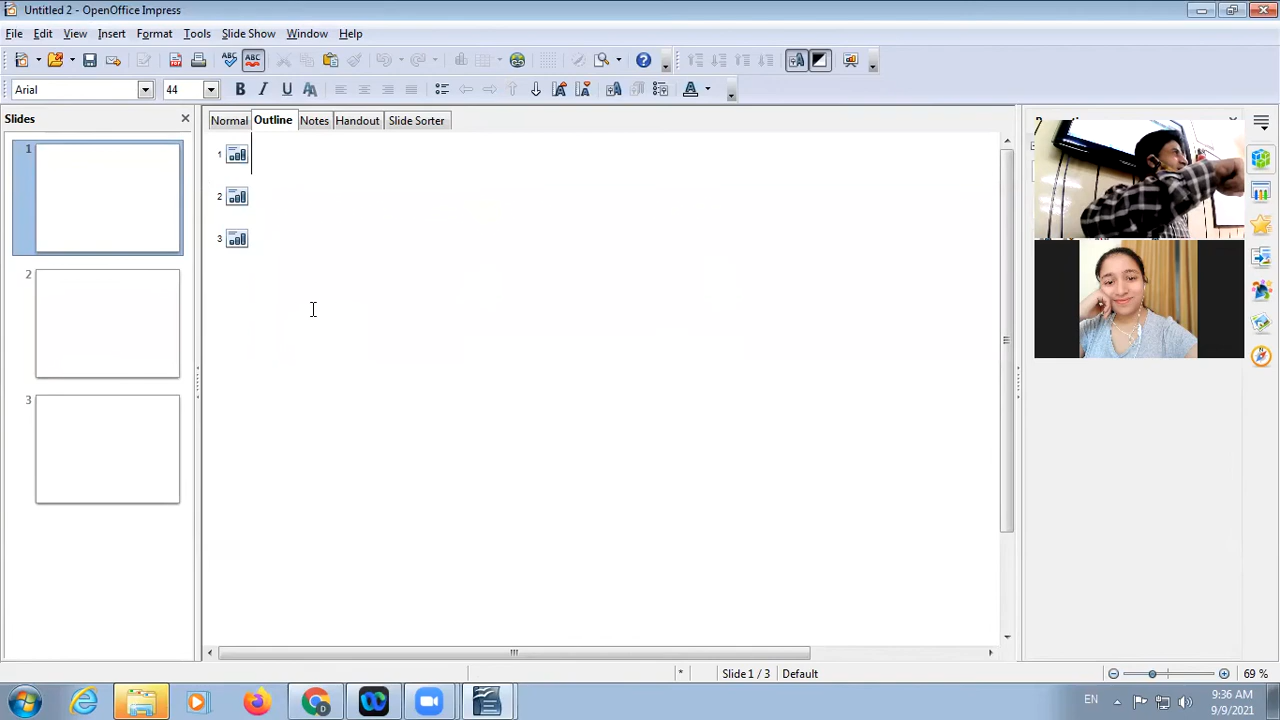 Untitled 2 - OpenOffice Impress
File Edit View Insert Format Tools Slide Show Window Help
ABC ABC
Arial 44 B I U A A
Slides
Normal Outline Notes Handout Slide Sorter
1
2
3
1
2
3
Slide 1 / 3 Default 69 %
EN 9:36 AM
9/9/2021